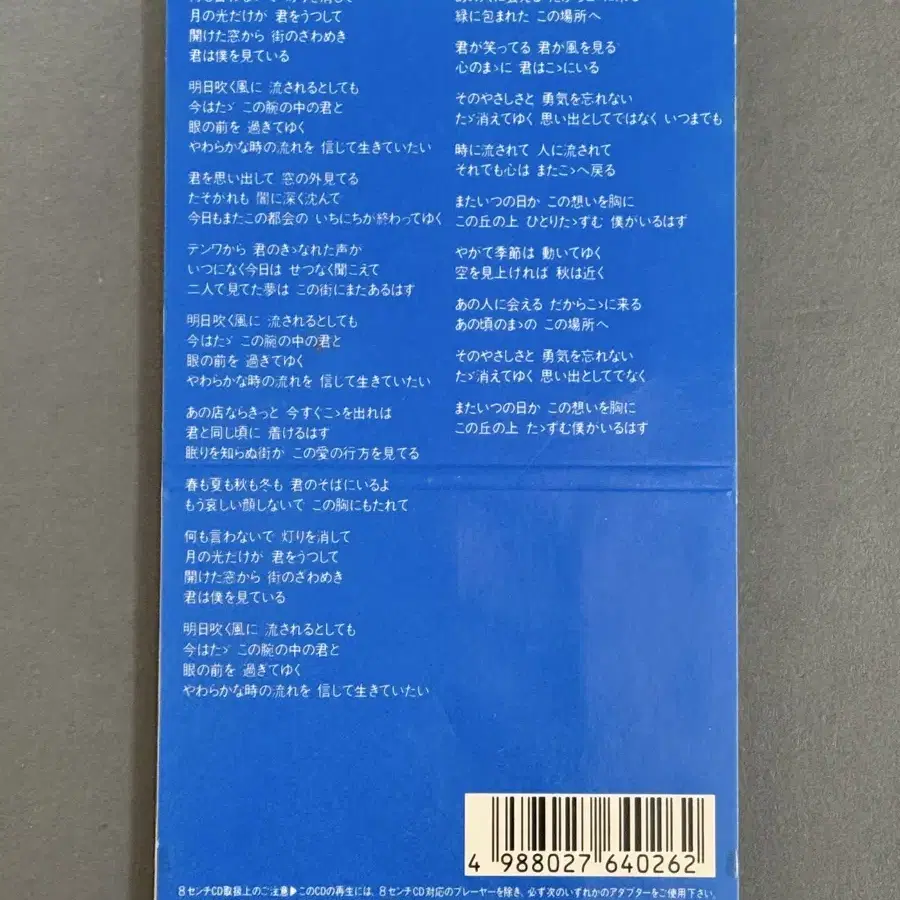 月の光だけが 君をうつして
開けた窓から 街のざわめき
君は僕を見ている
明日吹く風に 流されるとしても
今はたゞ この腕の中の君と
眼の前を 過ぎてゆく
やわらかな時の流れを 信じて生きていたい
君を思い出して 窓の外見てる
たそがれも 闇に深く沈んで
今日もまたこの都会の いちにちが終わってゆく
デンワから 君のきゝなれた声が
いつになく今日は せつなく聞こえて
二人で見てた夢は この街にまだあるはず
明日吹く風に 流されるとしても
今はたゞ この腕の中の君と
眼の前を 過ぎてゆく
やわらかな時の流れを 信じて生きていたい
あの店ならきっと 今すぐこゝを出れば
君と同じ頃に 着けるはず
眠りを知らぬ街が この愛の行方を見てる
春も夏も秋も冬も 君のそばにいるよ
もう哀しい顔しないで この胸にもたれて
何も言わないで 灯りを消して
月の光だけが 君をうつして
開けた窓から 街のざわめき
君は僕を見ている
明日吹く風に 流されるとしても
今はたゞ この腕の中の君と
眼の前を 過ぎてゆく
やわらかな時の流れを 信じて生きていたい
緑に包まれた この場所へ
君が笑ってる 君が風を見る
心のまゝに 君はこゝにいる
そのやさしさと 勇気を忘れない
たゞ消えてゆく 思い出としてではなく いつまでも
時に流されて 人に流されて
それでも心は またこゝへ戻る
またいつの日か この想いを胸に
この丘の上 ひとりたゝずむ 僕がいるはず
やがて季節は 動いてゆく
空を見上げれば 秋は近く
あの人に会える だからこゝに来る
あの頃のまゝの この場所へ
そのやさしさと 勇気を忘れない
たゞ消えてゆく 思い出としてでなく
またいつの日か この想いを胸に
この丘の上 たゝずむ僕がいるはず
4 988027 640262
8センチCD取扱上のご注意▶このCDの再生には、8センチCD対応のプレーヤーを除き、必ず次のいずれかのアダプターをご使用下さい。